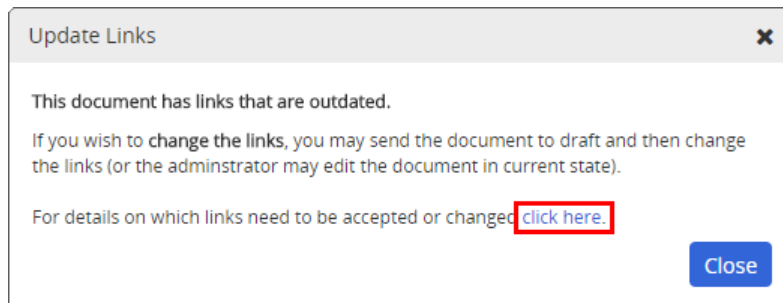 Update Links
This document has links that are outdated.
If you wish to change the links, you may send the document to draft and then change
the links (or the adminstrator may edit the document in current state).
For details on which links need to be accepted or changed click here.
Close